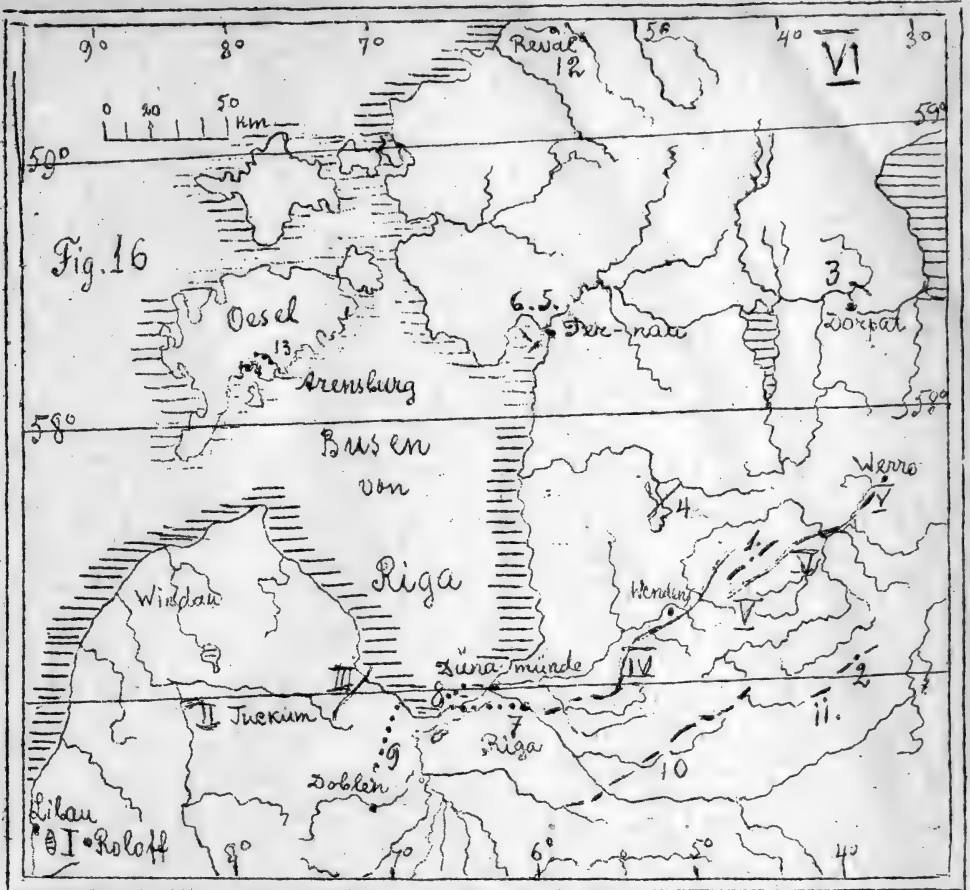 9° 8° 7° 5° 4° 3°
Reval
12
VI
0 20 50
Km
59° 59°
Fig. 16
Oesel
6. 5.
3
Per-nau
Dorpat
13
Arensburg
58° 58°
Busen
von
Riga
Werro
V
4.
1.
V
Windau
Wenden
V
Düna-münde
IV
III
8
2
II Tuckum
7
11.
Riga
9
10
Doblen
Libau
I Roloff
8° 7° 6° 5° 4°